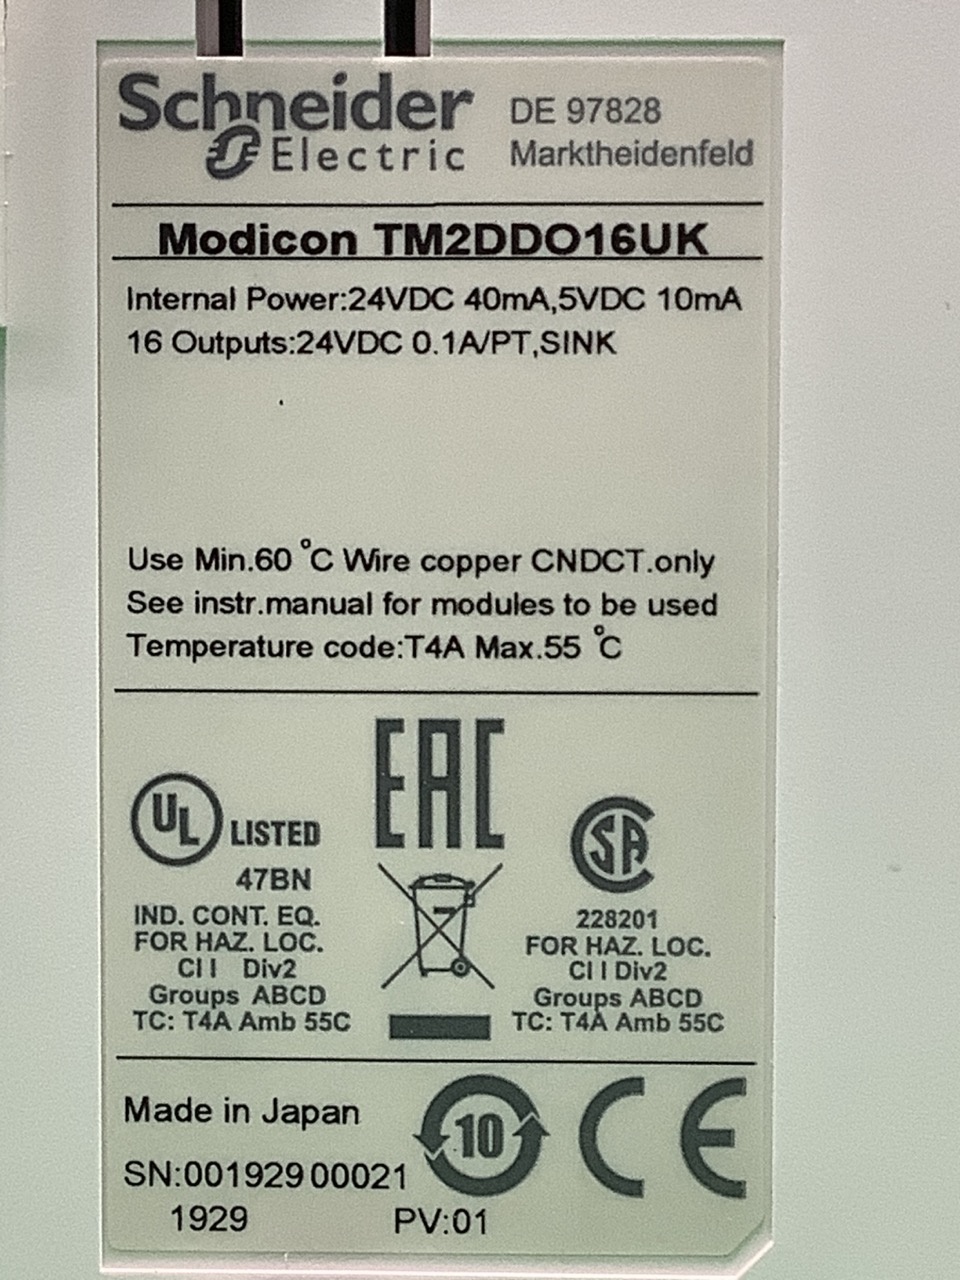 Schneider
Electric
DE 97828
Marktheidenfeld
Modicon TM2DDO16UK
Internal Power:24VDC 40mA,5VDC 10mA
16 Outputs:24VDC 0.1A/PT,SINK
Use Min.60 °C Wire copper CNDCT.only
See instr.manual for modules to be used
Temperature code:T4A Max.55 °C
EAC
UL LISTED
47BN
IND. CONT. EQ.
FOR HAZ. LOC.
Cl I Div2
Groups ABCD
TC: T4A Amb 55C
SA
228201
FOR HAZ. LOC.
Cl I Div2
Groups ABCD
TC: T4A Amb 55C
Made in Japan
10
CE
SN:001929 00021
1929 PV:01